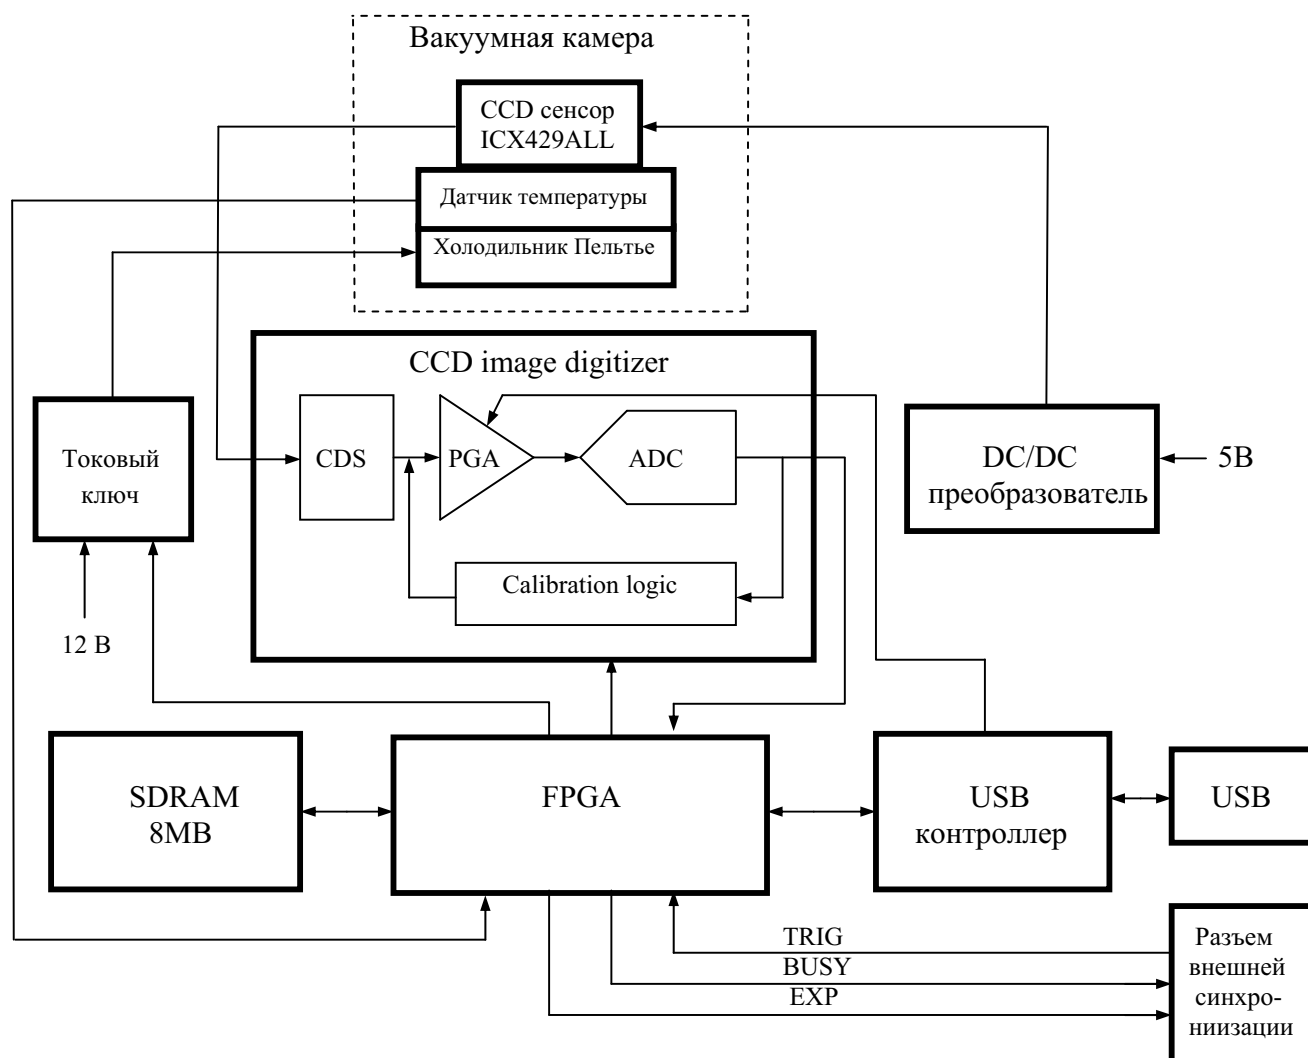 Вакуумная камера
CCD сенсор
ICX429ALL
Датчик температуры
Холодильник Пельтье
CCD image digitizer
CDS
PGA
ADC
Calibration logic
Токовый
ключ
12 В
DC/DC
преобразователь
5В
SDRAM
8MB
FPGA
USB
контроллер
USB
TRIG
BUSY
EXP
Разъем
внешней
синхро-
ниизации